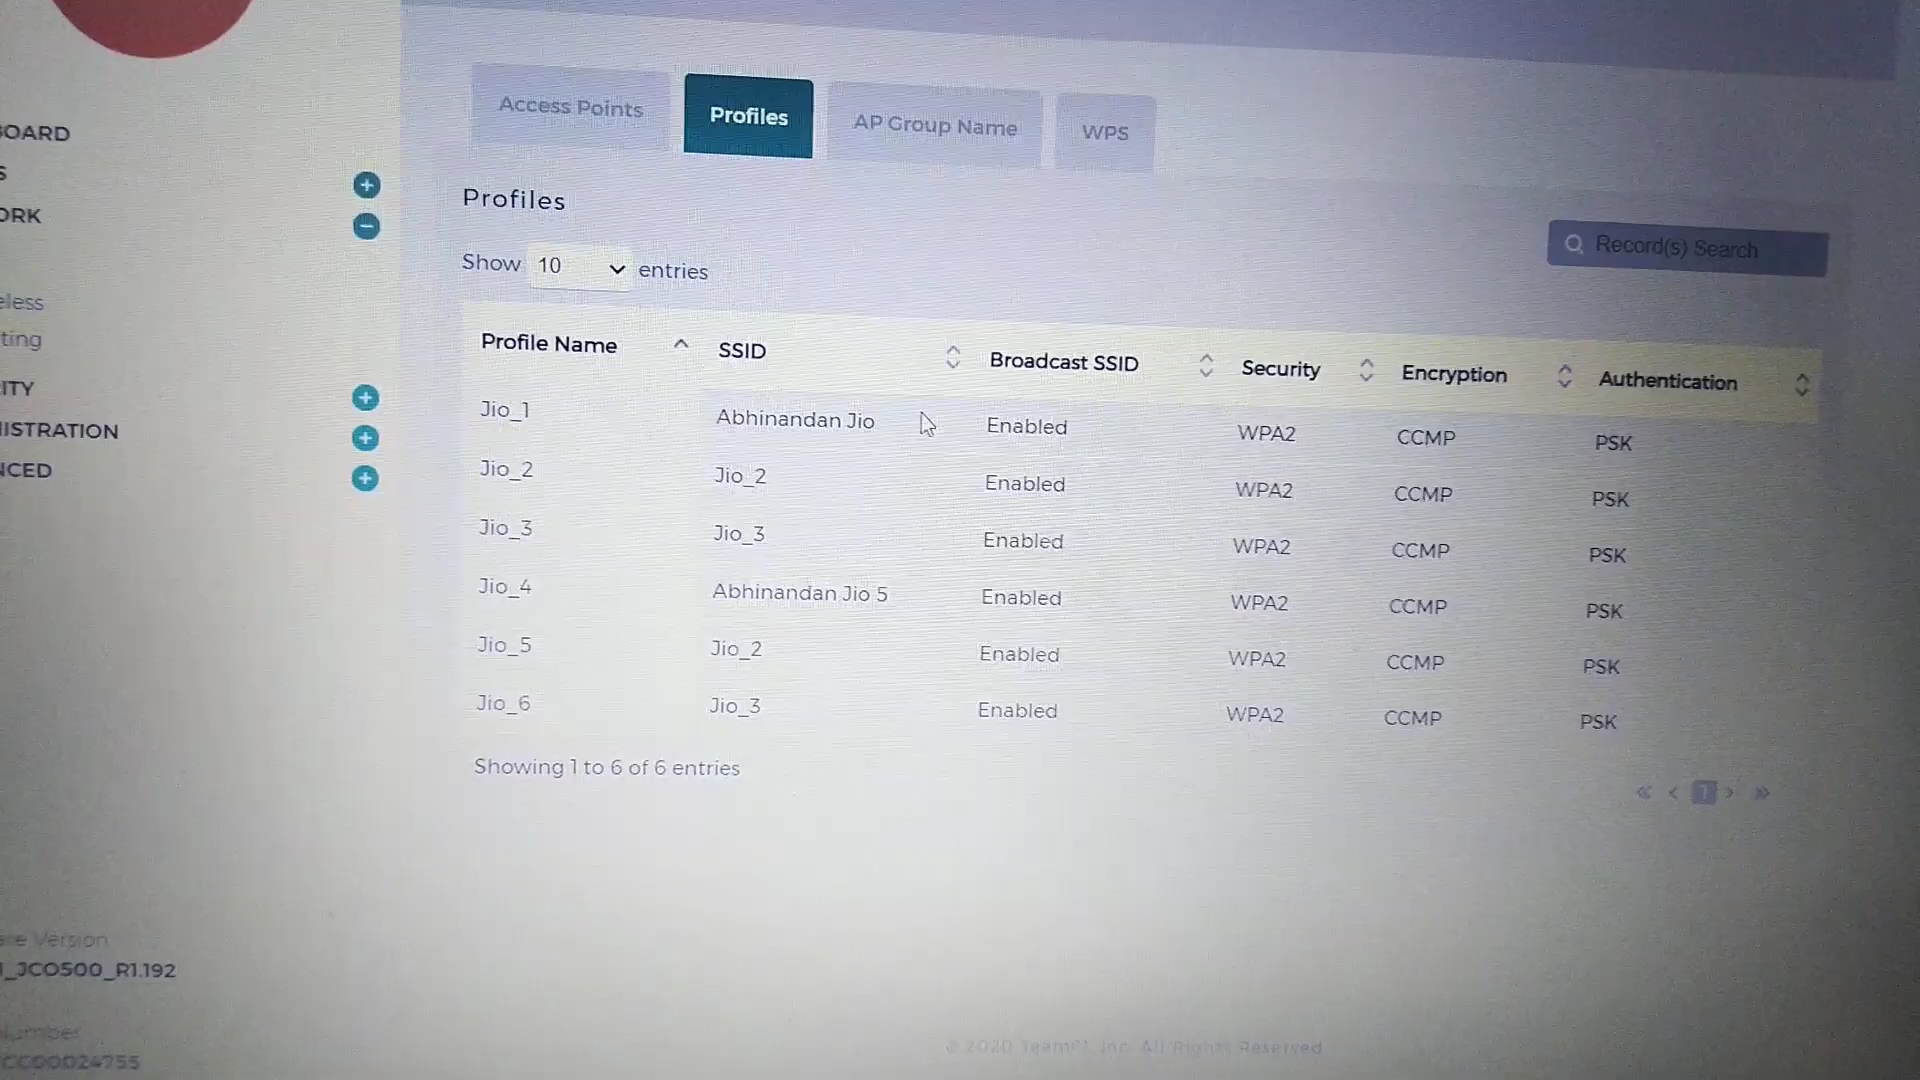 Access Points Profiles AP Group Name WPS
OARD
S
ORK
eless
ting
ITY
ISTRATION
NCED
Profiles
Show 10 entries
Record(s) Search
Profile Name SSID Broadcast SSID Security Encryption Authentication
Jio_1 Abhinandan Jio Enabled WPA2 CCMP PSK
Jio_2 Jio_2 Enabled WPA2 CCMP PSK
Jio_3 Jio_3 Enabled WPA2 CCMP PSK
Jio_4 Abhinandan Jio 5 Enabled WPA2 CCMP PSK
Jio_5 Jio_2 Enabled WPA2 CCMP PSK
Jio_6 Jio_3 Enabled WPA2 CCMP PSK
Showing 1 to 6 of 6 entries
« < 1 > »
Version
_JCO500_R1.192
Number
© 2020 TeamF1, Inc. All Rights Reserved